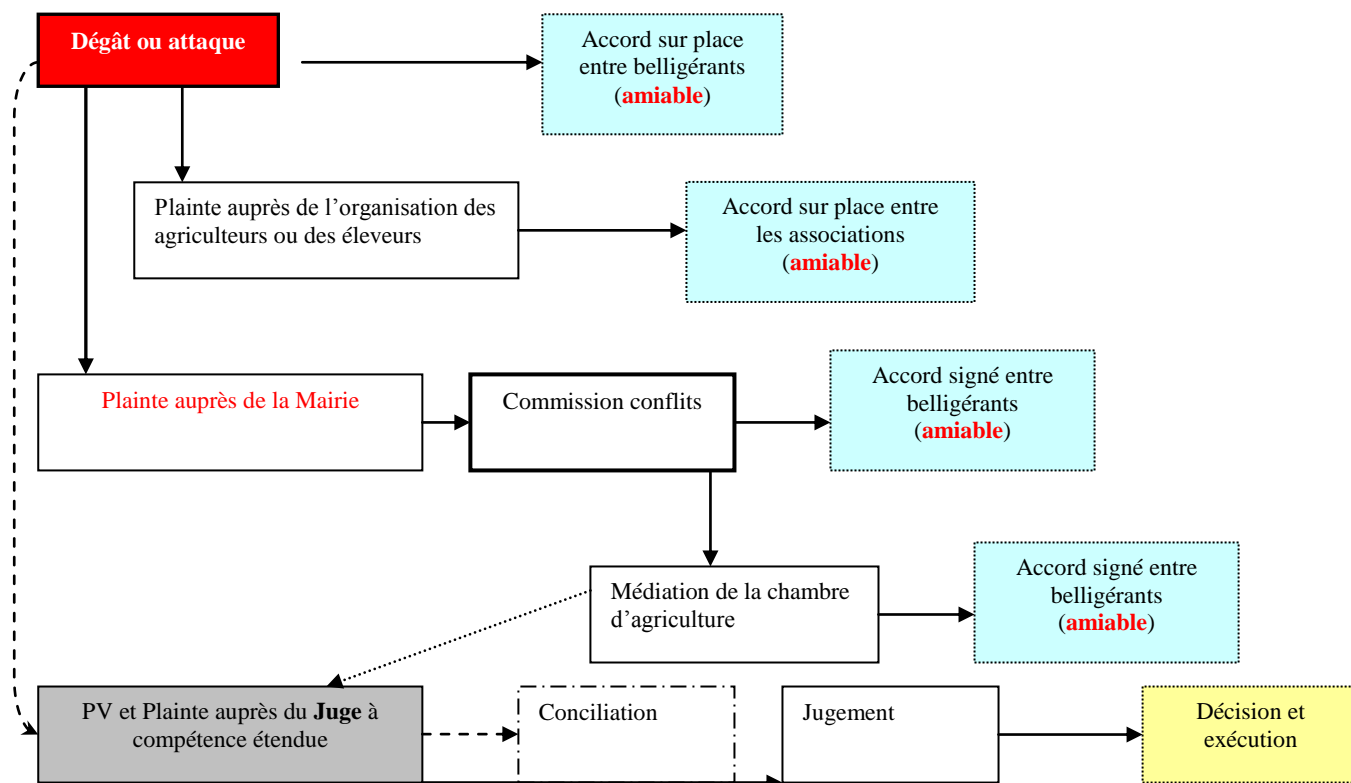 Dégât ou attaque
Accord sur place
entre belligérants
(amiable)
Plainte auprès de l'organisation des
agriculteurs ou des éleveurs
Accord sur place entre
les associations
(amiable)
Plainte auprès de la Mairie
Commission conflits
Accord signé entre
belligérants
(amiable)
Médiation de la chambre
d'agriculture
Accord signé entre
belligérants
(amiable)
PV et Plainte auprès du Juge à
compétence étendue
Conciliation
Jugement
Décision et
exécution